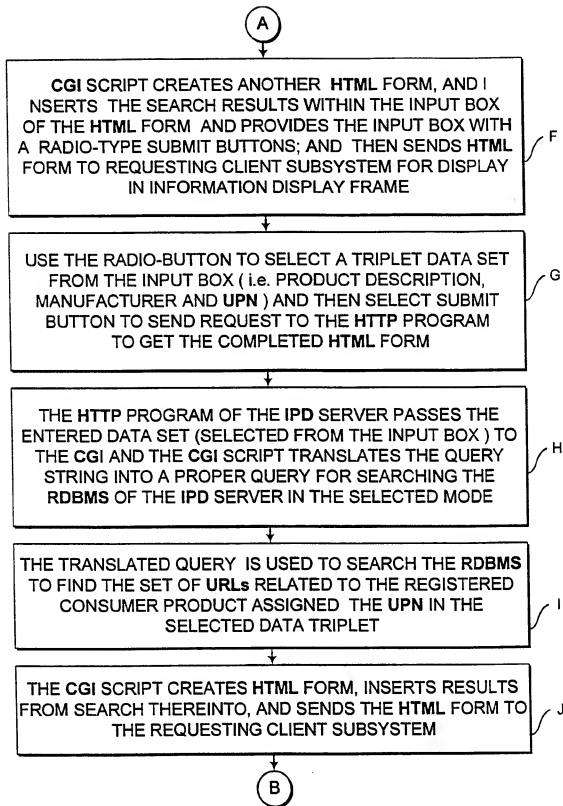 A
CGI SCRIPT CREATES ANOTHER HTML FORM, AND I
NSERTS THE SEARCH RESULTS WITHIN THE INPUT BOX
OF THE HTML FORM AND PROVIDES THE INPUT BOX WITH
A RADIO-TYPE SUBMIT BUTTONS; AND THEN SENDS HTML
FORM TO REQUESTING CLIENT SUBSYSTEM FOR DISPLAY
IN INFORMATION DISPLAY FRAME
F
USE THE RADIO-BUTTON TO SELECT A TRIPLET DATA SET
FROM THE INPUT BOX ( i.e. PRODUCT DESCRIPTION,
MANUFACTURER AND UPN ) AND THEN SELECT SUBMIT
BUTTON TO SEND REQUEST TO THE HTTP PROGRAM
TO GET THE COMPLETED HTML FORM
G
THE HTTP PROGRAM OF THE IPD SERVER PASSES THE
ENTERED DATA SET (SELECTED FROM THE INPUT BOX ) TO
THE CGI AND THE CGI SCRIPT TRANSLATES THE QUERY
STRING INTO A PROPER QUERY FOR SEARCHING THE
RDBMS OF THE IPD SERVER IN THE SELECTED MODE
H
THE TRANSLATED QUERY IS USED TO SEARCH THE RDBMS
TO FIND THE SET OF URLs RELATED TO THE REGISTERED
CONSUMER PRODUCT ASSIGNED THE UPN IN THE
SELECTED DATA TRIPLET
I
THE CGI SCRIPT CREATES HTML FORM, INSERTS RESULTS
FROM SEARCH THEREINTO, AND SENDS THE HTML FORM TO
THE REQUESTING CLIENT SUBSYSTEM
J
B